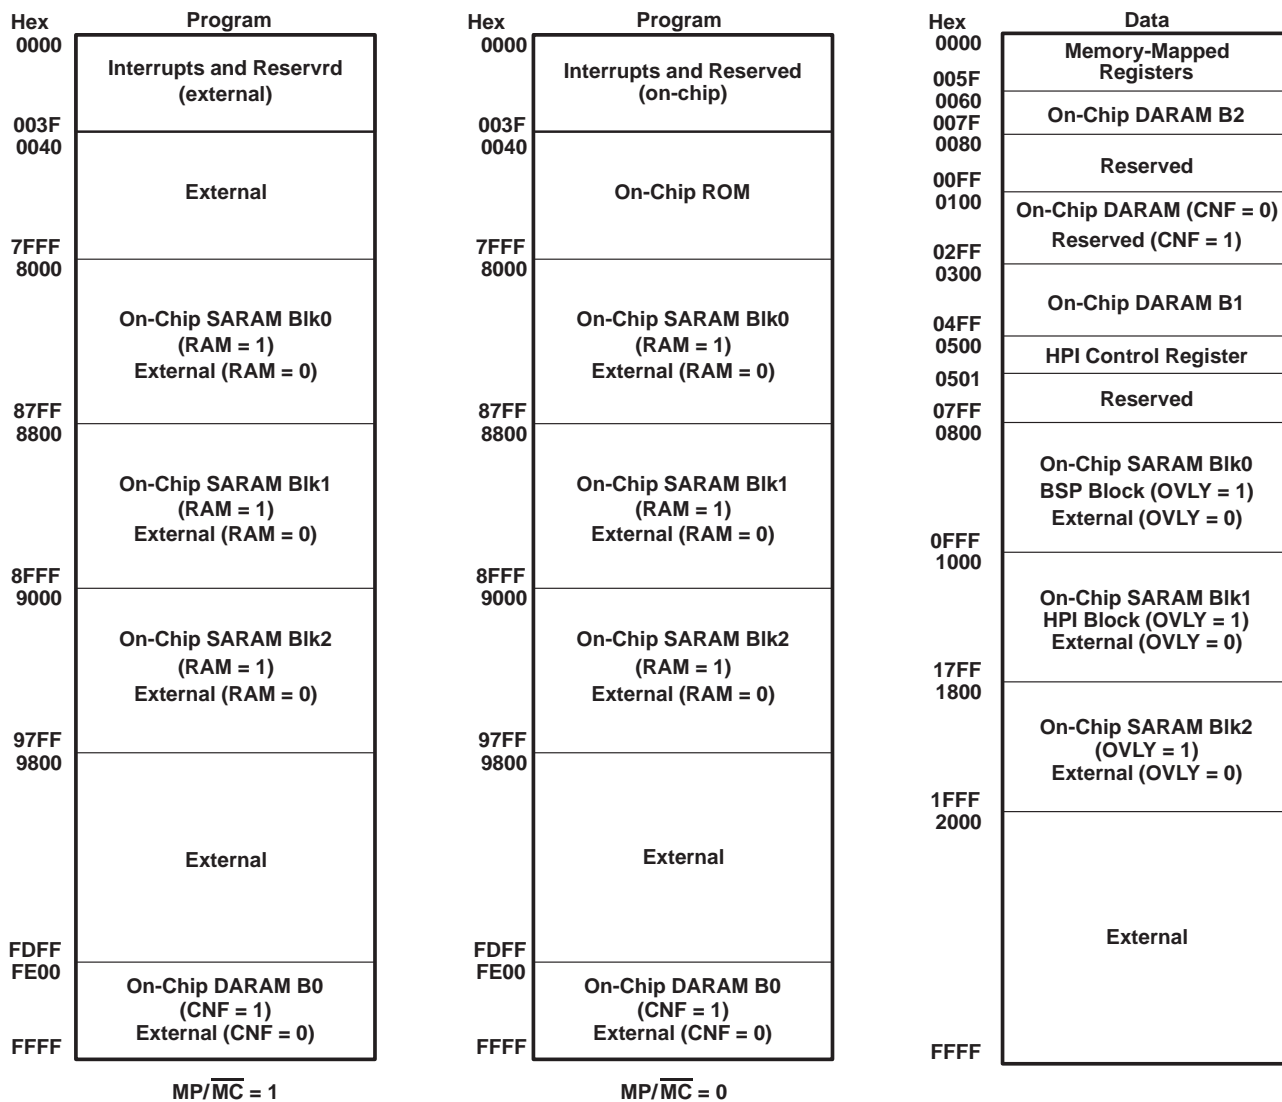 Hex
Program
0000
Interrupts and Reservrd
(external)
003F
0040
External
7FFF
8000
On-Chip SARAM Blk0
(RAM = 1)
External (RAM = 0)
87FF
8800
On-Chip SARAM Blk1
(RAM = 1)
External (RAM = 0)
8FFF
9000
On-Chip SARAM Blk2
(RAM = 1)
External (RAM = 0)
97FF
9800
External
FDFF
FE00
On-Chip DARAM B0
(CNF = 1)
External (CNF = 0)
FFFF
MP/MC = 1
Hex
Program
0000
Interrupts and Reserved
(on-chip)
003F
0040
On-Chip ROM
7FFF
8000
On-Chip SARAM Blk0
(RAM = 1)
External (RAM = 0)
87FF
8800
On-Chip SARAM Blk1
(RAM = 1)
External (RAM = 0)
8FFF
9000
On-Chip SARAM Blk2
(RAM = 1)
External (RAM = 0)
97FF
9800
External
FDFF
FE00
On-Chip DARAM B0
(CNF = 1)
External (CNF = 0)
FFFF
MP/MC = 0
Hex
Data
0000
Memory-Mapped
Registers
005F
0060
On-Chip DARAM B2
007F
0080
Reserved
00FF
0100
On-Chip DARAM (CNF = 0)
Reserved (CNF = 1)
02FF
0300
On-Chip DARAM B1
04FF
0500
HPI Control Register
0501
Reserved
07FF
0800
On-Chip SARAM Blk0
BSP Block (OVLY = 1)
External (OVLY = 0)
0FFF
1000
On-Chip SARAM Blk1
HPI Block (OVLY = 1)
External (OVLY = 0)
17FF
1800
On-Chip SARAM Blk2
(OVLY = 1)
External (OVLY = 0)
1FFF
2000
External
FFFF